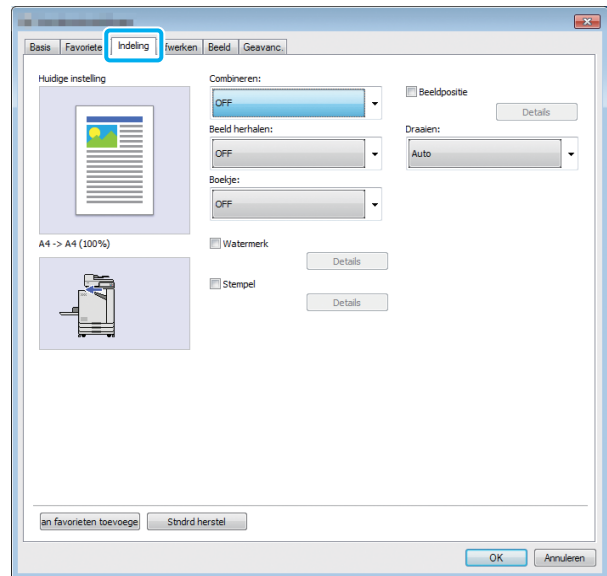 Basis Favoriete Indeling fwerken Beeld Geavanc.
Huidige instelling
Combineren:
OFF
Beeldpositie
Details
Beeld herhalen:
OFF
Draaien:
Auto
Boekje:
OFF
A4 -> A4 (100%)
Watermerk
Details
Stempel
Details
an favorieten toevoege Stndrd herstel
OK Annuleren